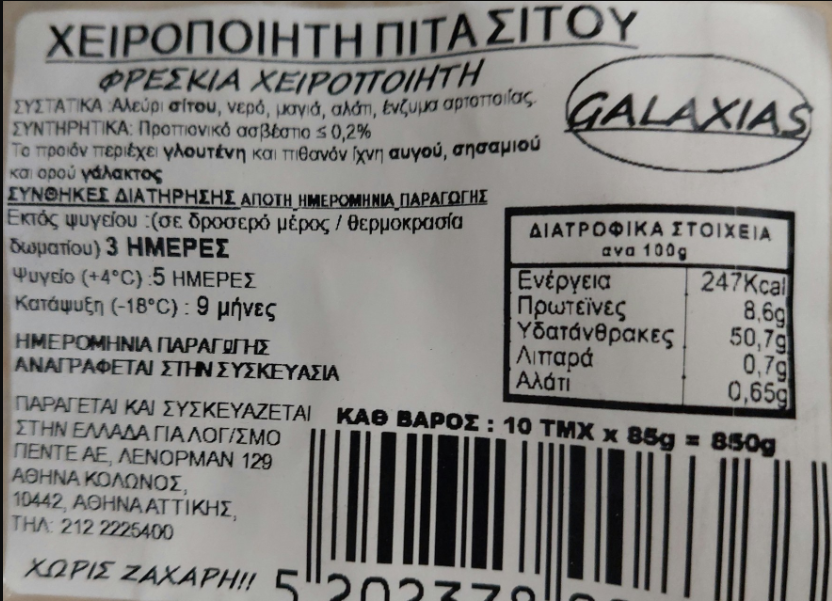 ΧΕΙΡΟΠΟΙΗΤΗ ΠΙΤΑ ΣΙΤΟΥ
ΦΡΕΣΚΙΑ ΧΕΙΡΟΠΟΙΗΤΗ
GALAXIAS
ΣΥΣΤΑΤΙΚΑ :Αλεύρι σίτου, νερό, μαγιά, αλάτι, ένζυμα αρτοποιίας.
ΣΥΝΤΗΡΗΤΙΚΑ: Προπιονικό ασβέστιο ≤ 0,2%
Το προιόν περιέχει γλουτένη και πιθανόν ίχνη αυγού, σησαμιού
και ορού γάλακτος
ΣΥΝΘΗΚΕΣ ΔΙΑΤΗΡΗΣΗΣ ΑΠΟ ΤΗ ΗΜΕΡΟΜΗΝΙΑ ΠΑΡΑΓΩΓΗΣ
Εκτός ψυγείου :(σε δροσερό μέρος / θερμοκρασία
δωματίου) 3 ΗΜΕΡΕΣ
Ψυγείο (+4°C) :5 ΗΜΕΡΕΣ
Κατάψυξη (-18°C) : 9 μήνες
ΗΜΕΡΟΜΗΝΙΑ ΠΑΡΑΓΩΓΗΣ
ΑΝΑΓΡΑΦΕΤΑΙ ΣΤΗΝ ΣΥΣΚΕΥΑΣΙΑ
ΔΙΑΤΡΟΦΙΚΑ ΣΤΟΙΧΕΙΑ
ανα 100g
Ενέργεια 247Kcal
Πρωτεϊνες 8,6g
Υδατάνθρακες 50,7g
Λιπαρά 0,7g
Αλάτι 0,65g
ΠΑΡΑΓΕΤΑΙ ΚΑΙ ΣΥΣΚΕΥΑΖΕΤΑΙ
ΣΤΗΝ ΕΛΛΑΔΑ ΓΙΑ ΛΟΓ/ΣΜΟ
ΠΕΝΤΕ ΑΕ, ΛΕΝΟΡΜΑΝ 129
ΑΘΗΝΑ ΚΟΛΩΝΟΣ,
10442, ΑΘΗΝΑ ΑΤΤΙΚΗΣ,
ΤΗΛ: 212 2225400
ΚΑΘ ΒΑΡΟΣ : 10 ΤΜΧ x 85g = 850g
ΧΩΡΙΣ ΖΑΧΑΡΗ!!
5 202378